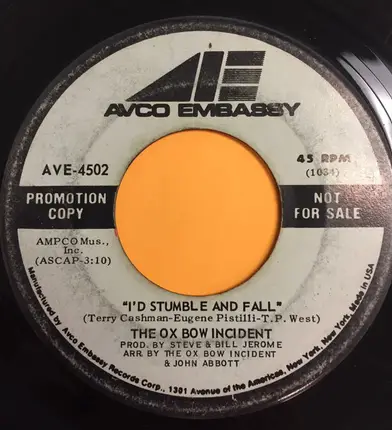 AVCO EMBASSY
AVE-4502
45 RPM
(1034)
PROMOTION
COPY
NOT
FOR SALE
AMPCO Mus.,
Inc.
(ASCAP-3:10)
"I'D STUMBLE AND FALL"
(Terry Cashman-Eugene Pistilli-T.P. West)
THE OX BOW INCIDENT
PROD. BY STEVE & BILL JEROME
ARR. BY THE OX BOW INCIDENT
& JOHN ABBOTT
Manufactured by Avco Embassy Records Corp., 1301 Avenue of the Americas, New York, New York. Made in USA